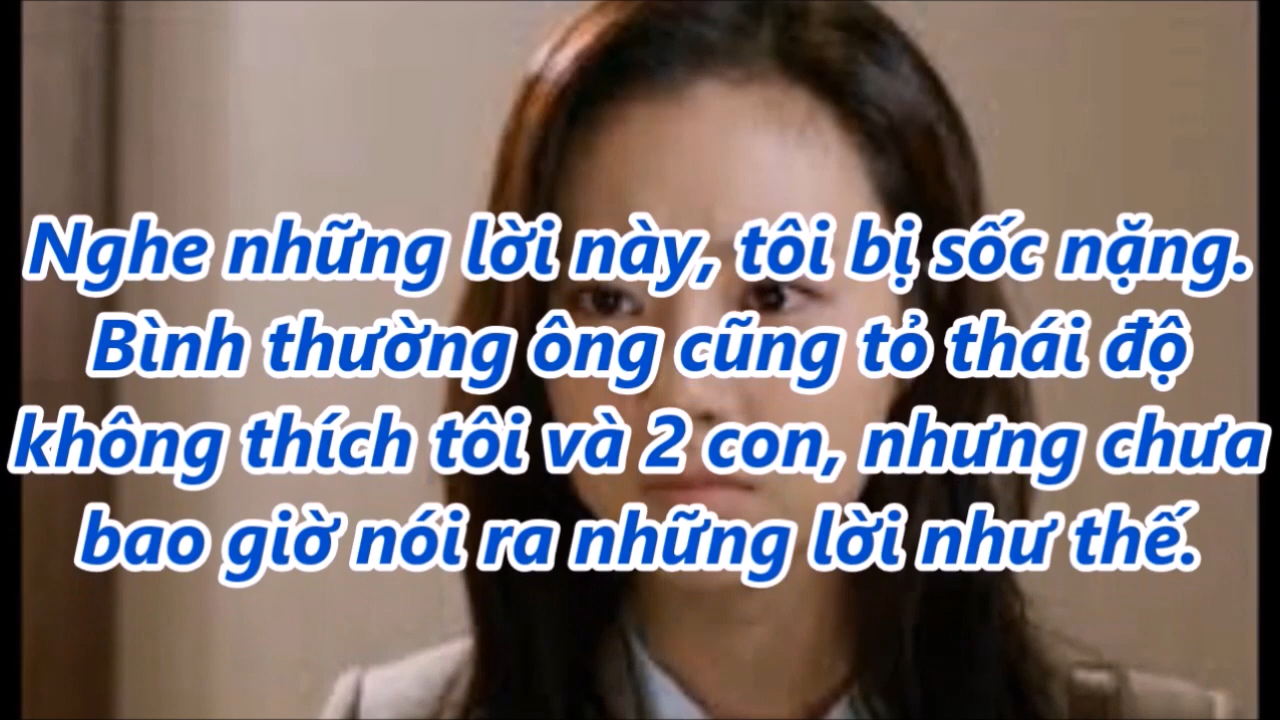 Nghe những lời này, tôi bị sốc nặng.
Bình thường ông cũng tỏ thái độ
không thích tôi và 2 con, nhưng chưa
bao giờ nói ra những lời như thế.